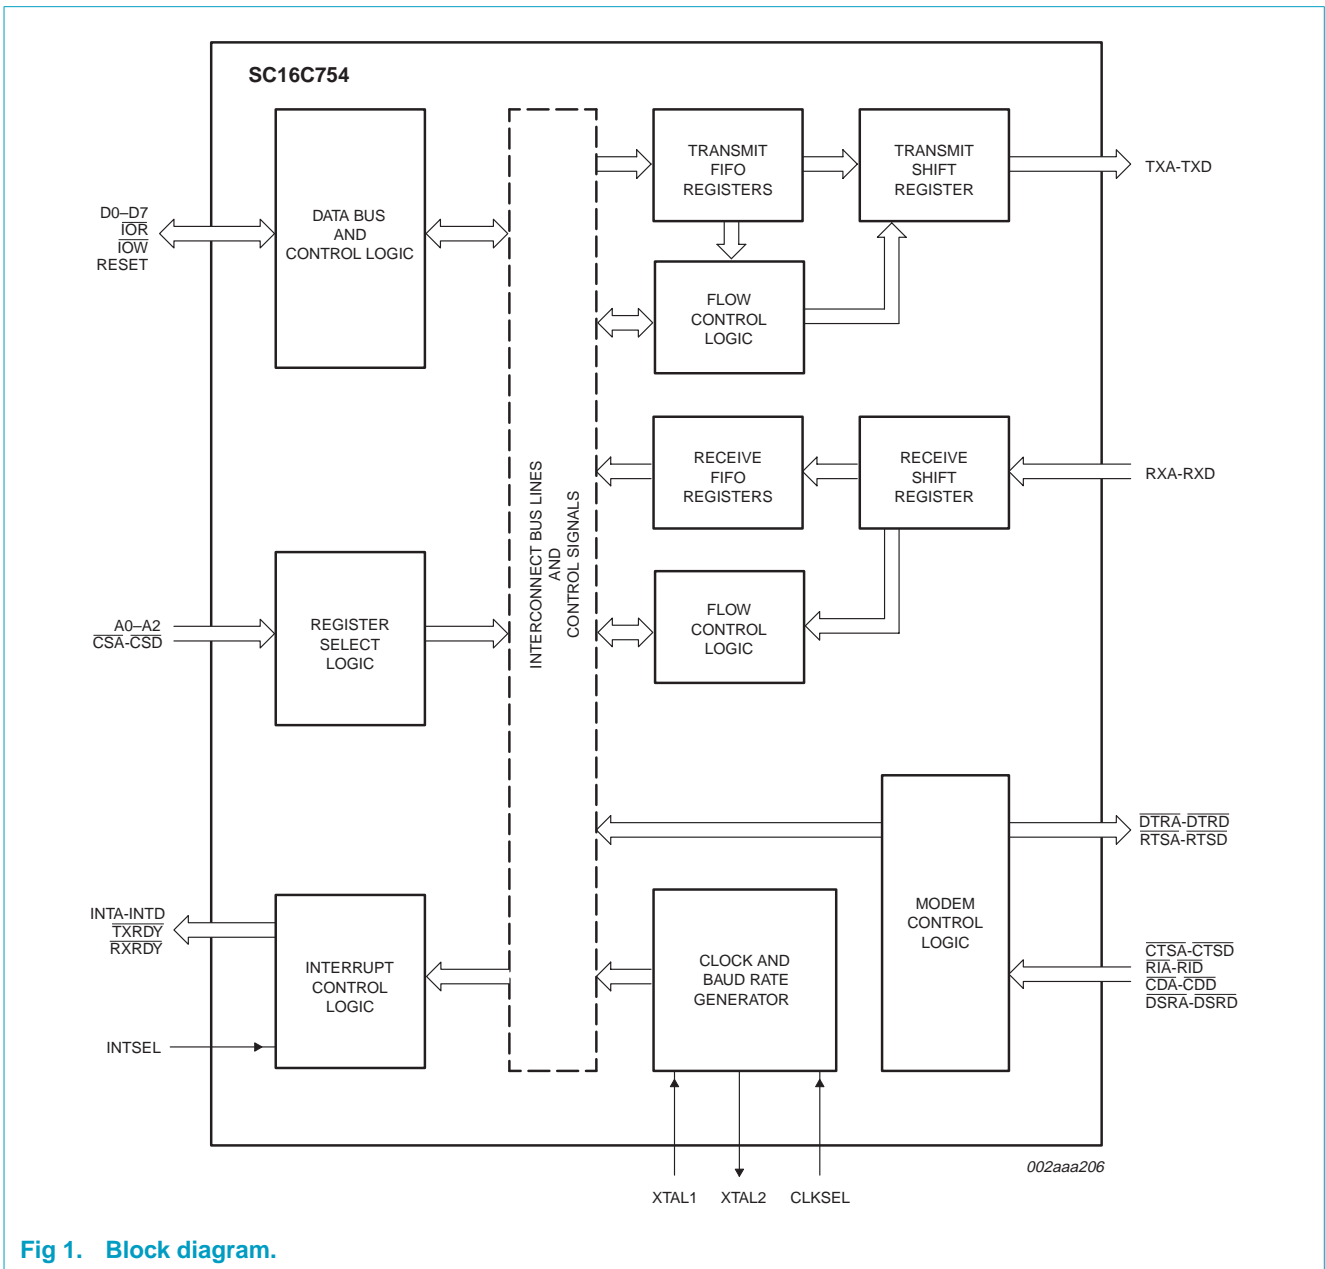 SC16C754
D0–D7
IOR
IOW
RESET
DATA BUS
AND
CONTROL LOGIC
A0–A2
CSA-CSD
REGISTER
SELECT
LOGIC
INTA-INTD
TXRDY
RXRDY
INTSEL
INTERRUPT
CONTROL
LOGIC
INTERCONNECT BUS LINES
AND
CONTROL SIGNALS
TRANSMIT
FIFO
REGISTERS
TRANSMIT
SHIFT
REGISTER
TXA-TXD
FLOW
CONTROL
LOGIC
RECEIVE
FIFO
REGISTERS
RECEIVE
SHIFT
REGISTER
RXA-RXD
FLOW
CONTROL
LOGIC
MODEM
CONTROL
LOGIC
DTRA-DTRD
RTSA-RTSD
CTSA-CTSD
RIA-RID
CDA-CDD
DSRA-DSRD
CLOCK AND
BAUD RATE
GENERATOR
XTAL1
XTAL2
CLKSEL
002aaa206
Fig 1. Block diagram.